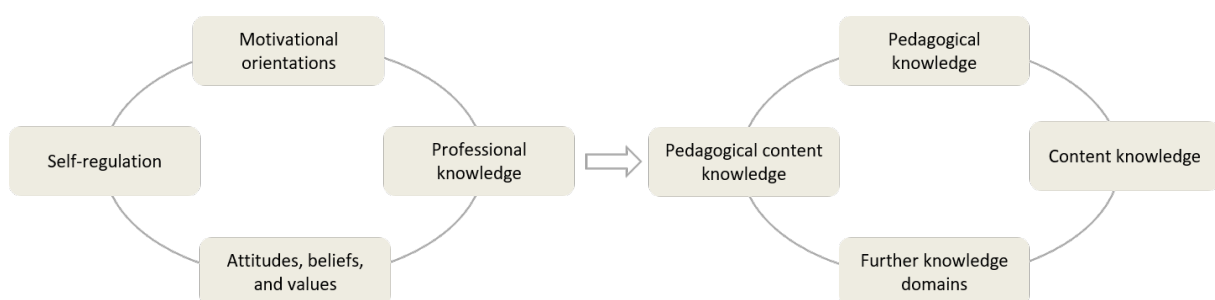 Motivational
orientations
Self-regulation
Professional
knowledge
Attitudes, beliefs,
and values
Pedagogical
knowledge
Pedagogical content
knowledge
Content knowledge
Further knowledge
domains